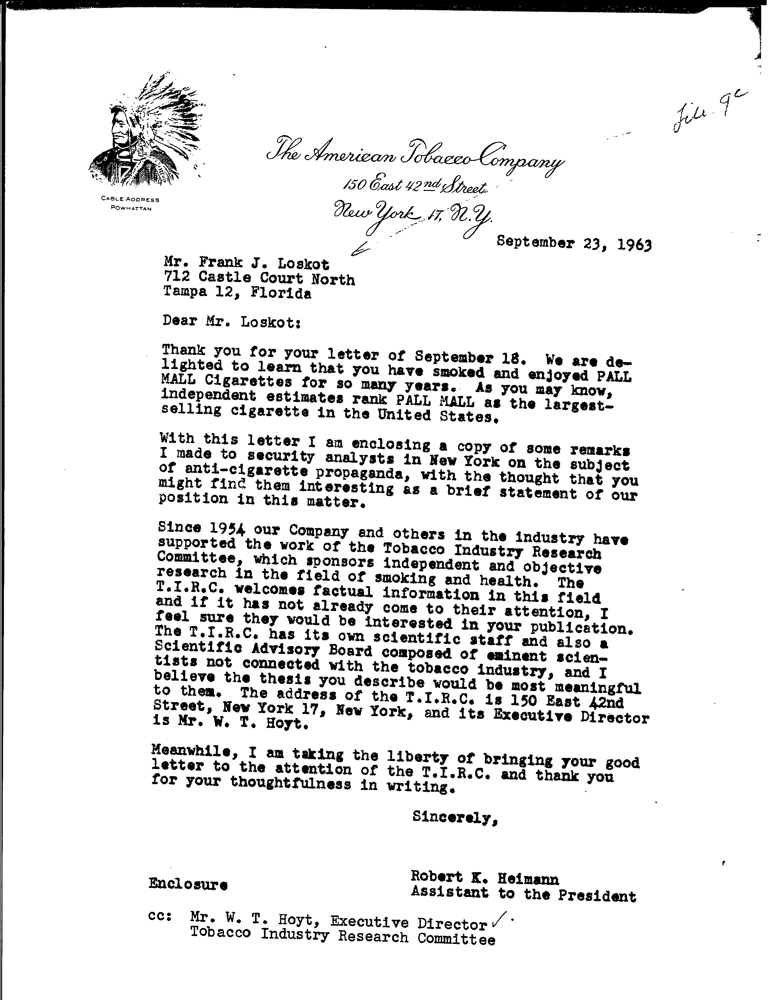 File 9c
The American Tobacco Company
150 East 42nd Street
New York 17, N.Y.
CABLE ADDRESS
POWHATTAN
September 23, 1963
Mr. Frank J. Loskot
712 Castle Court North
Tampa 12, Florida
Dear Mr. Loskot:
Thank you for your letter of September 18. We are de-
lighted to learn that you have smoked and enjoyed PALL
MALL Cigarettes for so many years. As you may know,
independent estimates rank PALL MALL as the largest-
selling cigarette in the United States.
With this letter I am enclosing a copy of some remarks
I made to security analysts in New York on the subject
of anti-cigarette propaganda, with the thought that you
might find them interesting as a brief statement of our
position in this matter.
Since 1954 our Company and others in the industry have
supported the work of the Tobacco Industry Research
Committee, which sponsors independent and objective
research in the field of smoking and health. The
T.I.R.C. welcomes factual information in this field
and if it has not already come to their attention, I
feel sure they would be interested in your publication.
The T.I.R.C. has its own scientific staff and also a
Scientific Advisory Board composed of eminent scien-
tists not connected with the tobacco industry, and I
believe the thesis you describe would be most meaningful
to them. The address of the T.I.R.C. is 150 East 42nd
Street, New York 17, New York, and its Executive Director
is Mr. W. T. Hoyt.
Meanwhile, I am taking the liberty of bringing your good
letter to the attention of the T.I.R.C. and thank you
for your thoughtfulness in writing.
Sincerely,
Robert K. Heimann
Assistant to the President
Enclosure
cc: Mr. W. T. Hoyt, Executive Director
Tobacco Industry Research Committee